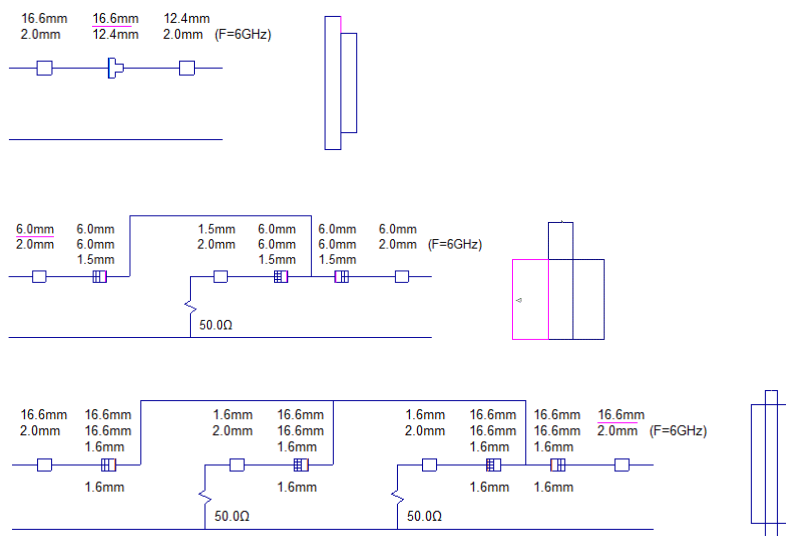 16.6mm 16.6mm 12.4mm
2.0mm 12.4mm 2.0mm (F=6GHz)
6.0mm 6.0mm 1.5mm 6.0mm 6.0mm 6.0mm
2.0mm 6.0mm 2.0mm 6.0mm 6.0mm 2.0mm (F=6GHz)
1.5mm 1.5mm 1.5mm
50.0Ω
16.6mm 16.6mm 1.6mm 16.6mm 1.6mm 16.6mm 16.6mm 16.6mm
2.0mm 16.6mm 2.0mm 16.6mm 2.0mm 16.6mm 16.6mm 2.0mm (F=6GHz)
1.6mm 1.6mm 1.6mm 1.6mm
1.6mm 1.6mm 1.6mm 1.6mm
50.0Ω 50.0Ω